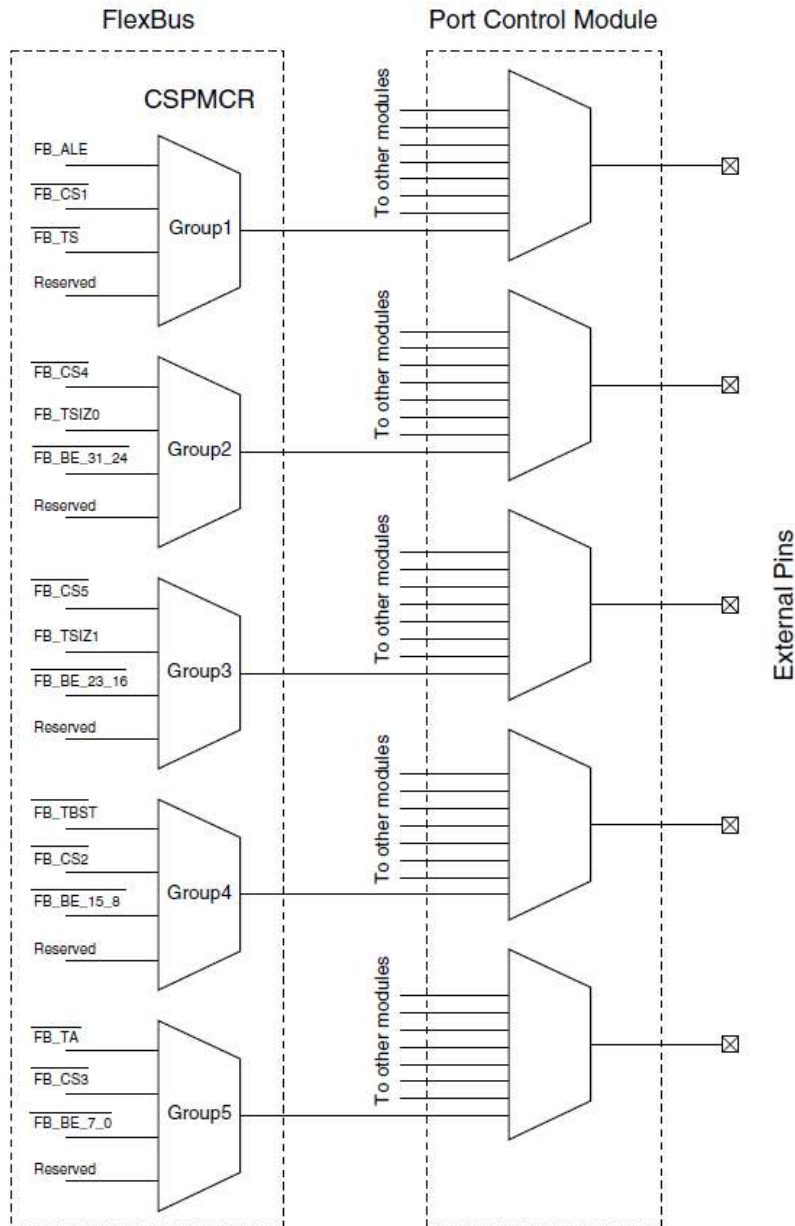 FlexBus
Port Control Module
CSPMCR
FB_ALE
FB_CS1
FB_TS
Reserved
Group1
To other modules
FB_CS4
FB_TSIZ0
FB_BE_31_24
Reserved
Group2
To other modules
FB_CS5
FB_TSIZ1
FB_BE_23_16
Reserved
Group3
To other modules
FB_TBST
FB_CS2
FB_BE_15_8
Reserved
Group4
To other modules
FB_TA
FB_CS3
FB_BE_7_0
Reserved
Group5
To other modules
External Pins